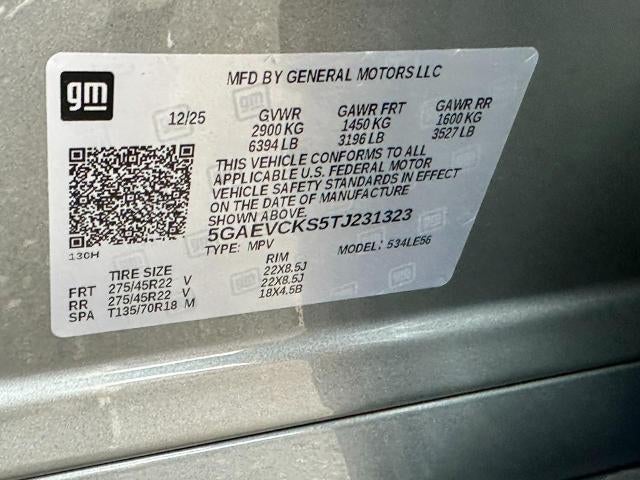 gm
MFD BY GENERAL MOTORS LLC
12/25 GVWR GAWR FRT GAWR RR
2900 KG 1450 KG 1600 KG
6394 LB 3196 LB 3527 LB
THIS VEHICLE CONFORMS TO ALL
APPLICABLE U.S. FEDERAL MOTOR
VEHICLE SAFETY STANDARDS IN EFFECT
ON THE DATE OF MANUFACTURE
SHOWN ABOVE.
5GAEVCKS5TJ231323
130H
TYPE: MPV MODEL: 534LE56
TIRE SIZE RIM
FRT 275/45R22 V 22X8.5J
RR 275/45R22 V 22X8.5J
SPA T135/70R18 M 18X4.5B